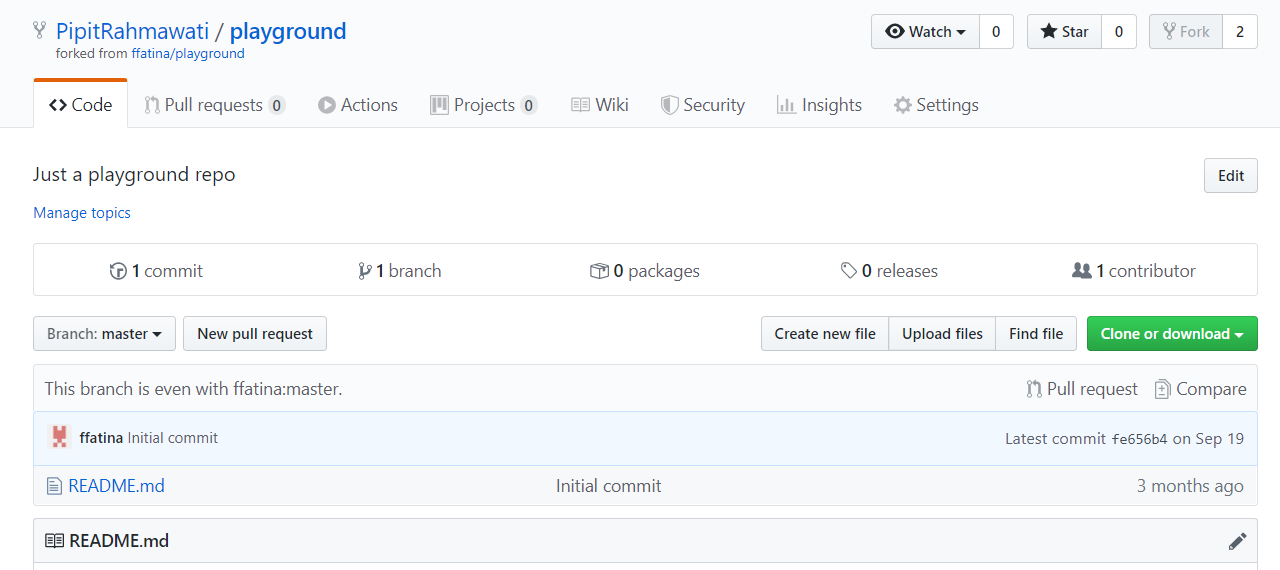 PipitRahmawati / playground
Watch 0 Star 0 Fork 2
forked from ffatina/playground
Code Pull requests 0 Actions Projects 0 Wiki Security Insights Settings
Just a playground repo
Edit
Manage topics
1 commit 1 branch 0 packages 0 releases 1 contributor
Branch: master New pull request Create new file Upload files Find file Clone or download
This branch is even with ffatina:master. Pull request Compare
ffatina Initial commit Latest commit fe656b4 on Sep 19
README.md Initial commit 3 months ago
README.md